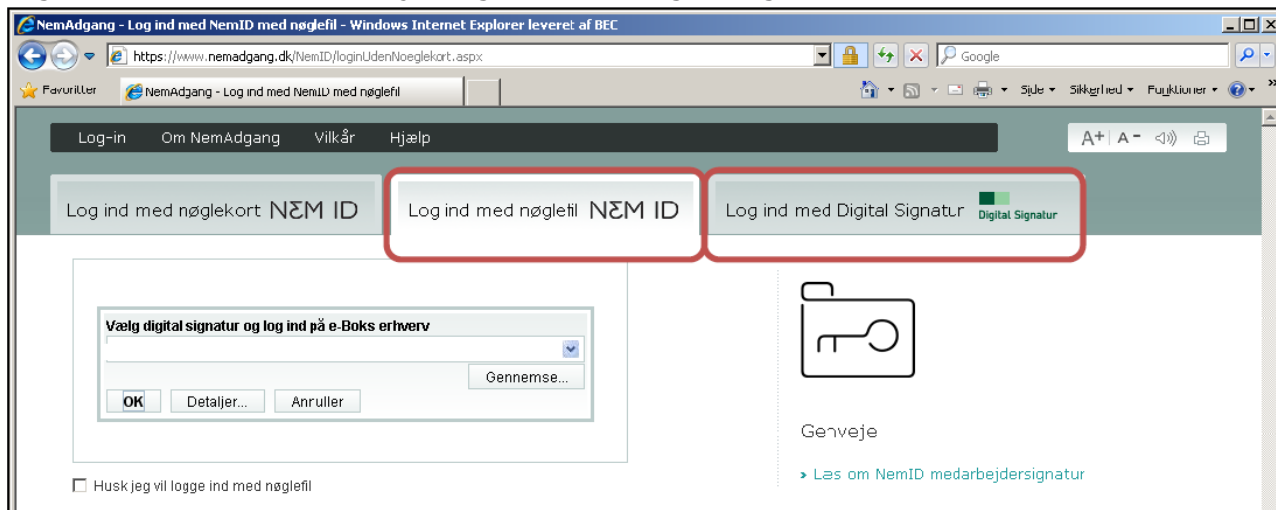 NemAdgang - Log ind med NemID med nøglefil - Windows Internet Explorer leveret af BEC
https://www.nemadgang.dk/NemID/loginUdenNoeglekort.aspx
Google
Favoritter
NemAdgang - Log ind med NemID med nøglefil
Side
Sikkerhed
Funktioner
Log-in
Om NemAdgang
Vilkår
Hjælp
A+ | A-
Log ind med nøglekort NEM ID
Log ind med nøglefil NEM ID
Log ind med Digital Signatur
Digital Signatur
Vælg digital signatur og log ind på e-Boks erhverv
Gennemse...
OK
Detaljer...
Annuller
Genveje
Læs om NemID medarbejdersignatur
Husk jeg vil logge ind med nøglefil